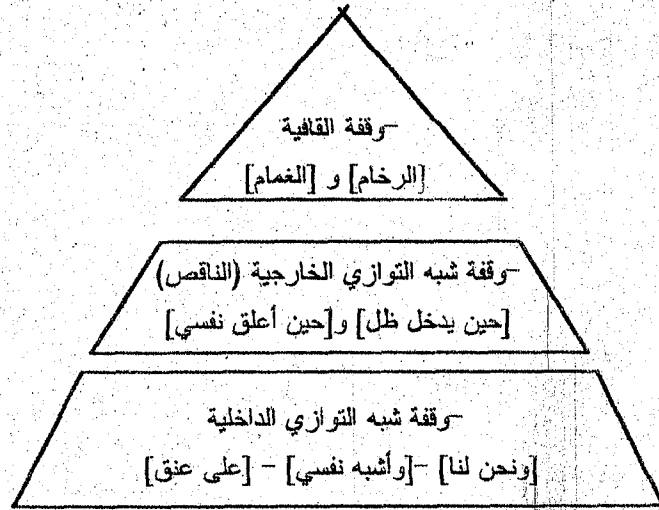 -وقفة القافية
[الرخام] و [الغمام]
-وقفة شبه التوازي الخارجية (الناقص)
[حين يدخل ظل] و[حين أعلق نفسي]
-وقفة شبه التوازي الداخلية
[ونحن لنا] -[وأشبه نفسي] - [على عنق]